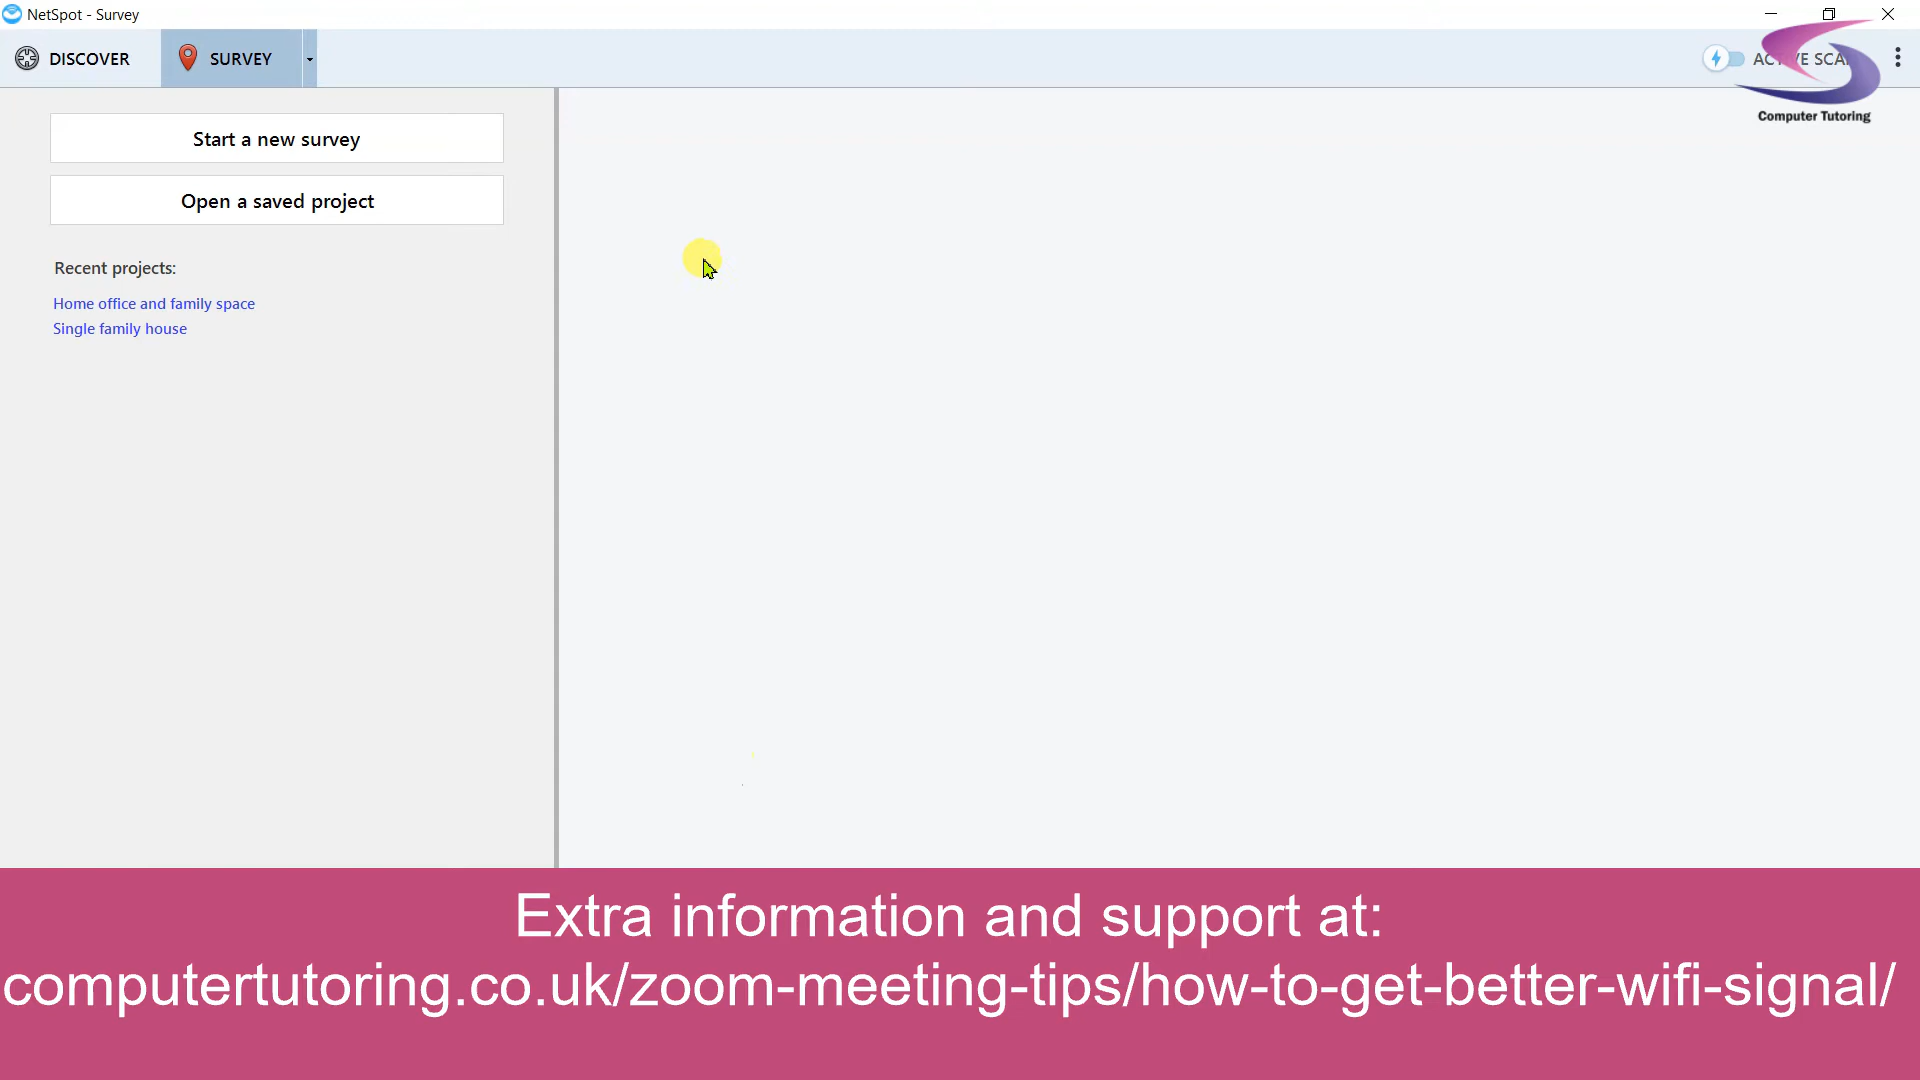 NetSpot - Survey
DISCOVER
SURVEY
Computer Tutoring
Start a new survey
Open a saved project
Recent projects:
Home office and family space
Single family house
Extra information and support at:
computertutoring.co.uk/zoom-meeting-tips/how-to-get-better-wifi-signal/